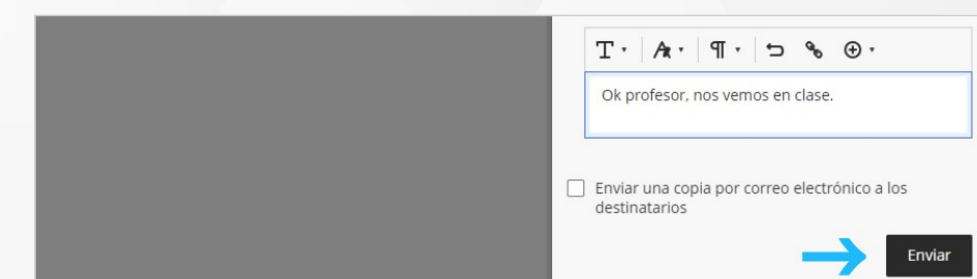 Ok profesor, nos vemos en clase.
Enviar una copia por correo electrónico a los
destinatarios
Enviar